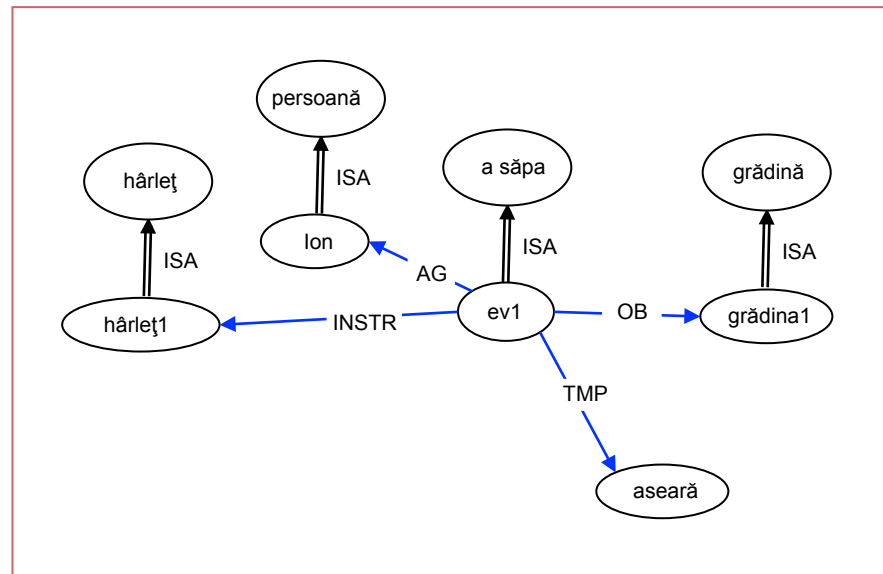 persoană
a săpa
grădină
hârleţ
ISA
Ion
ISA
ISA
ISA
AG
hârleţ1
INSTR
ev1
OB
grădina1
TMP
aseară